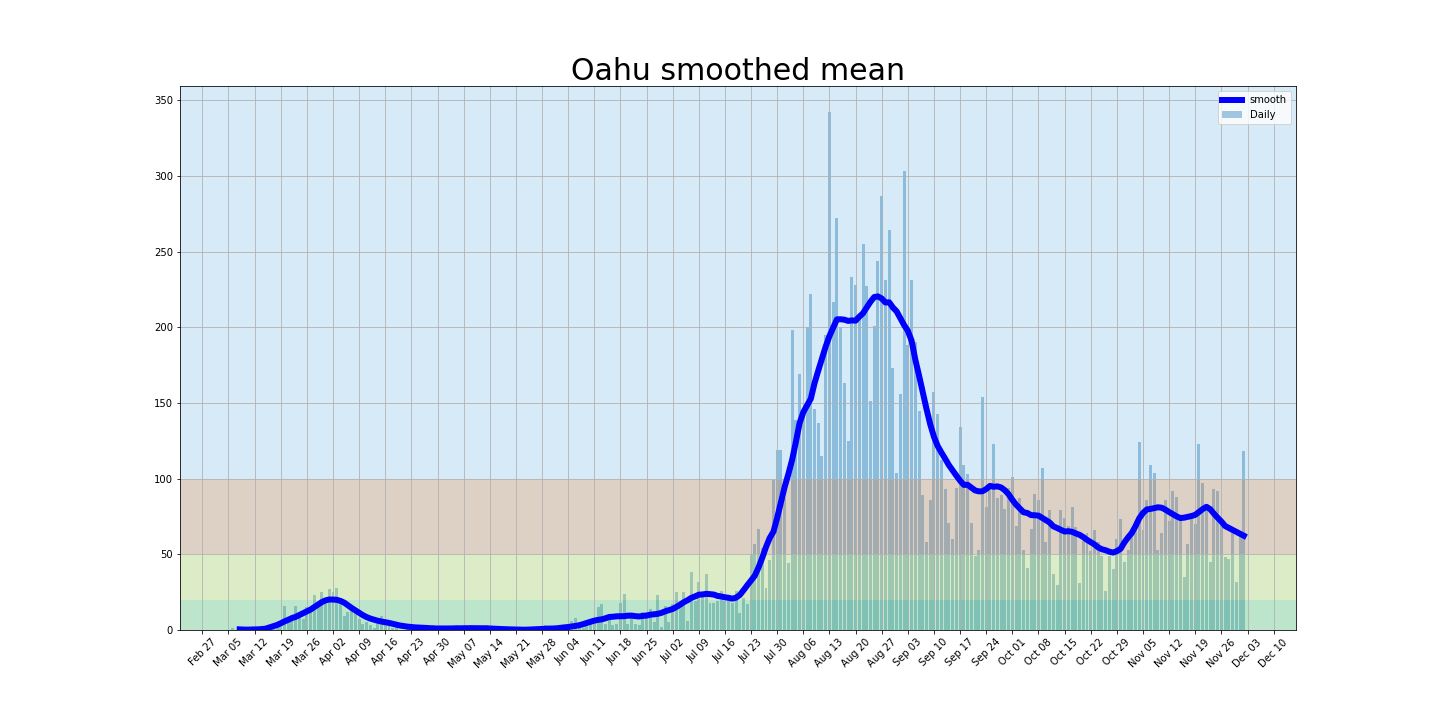 Oahu smoothed mean
smooth
Daily
350
300
250
200
150
100
50
0
Feb 27
Mar 05
Mar 12
Mar 19
Mar 26
Apr 02
Apr 09
Apr 16
Apr 23
Apr 30
May 07
May 14
May 21
May 28
Jun 04
Jun 11
Jun 18
Jun 25
Jul 02
Jul 09
Jul 16
Jul 23
Jul 30
Aug 06
Aug 13
Aug 20
Aug 27
Sep 03
Sep 10
Sep 17
Sep 24
Oct 01
Oct 08
Oct 15
Oct 22
Oct 29
Nov 05
Nov 12
Nov 19
Nov 26
Dec 03
Dec 10